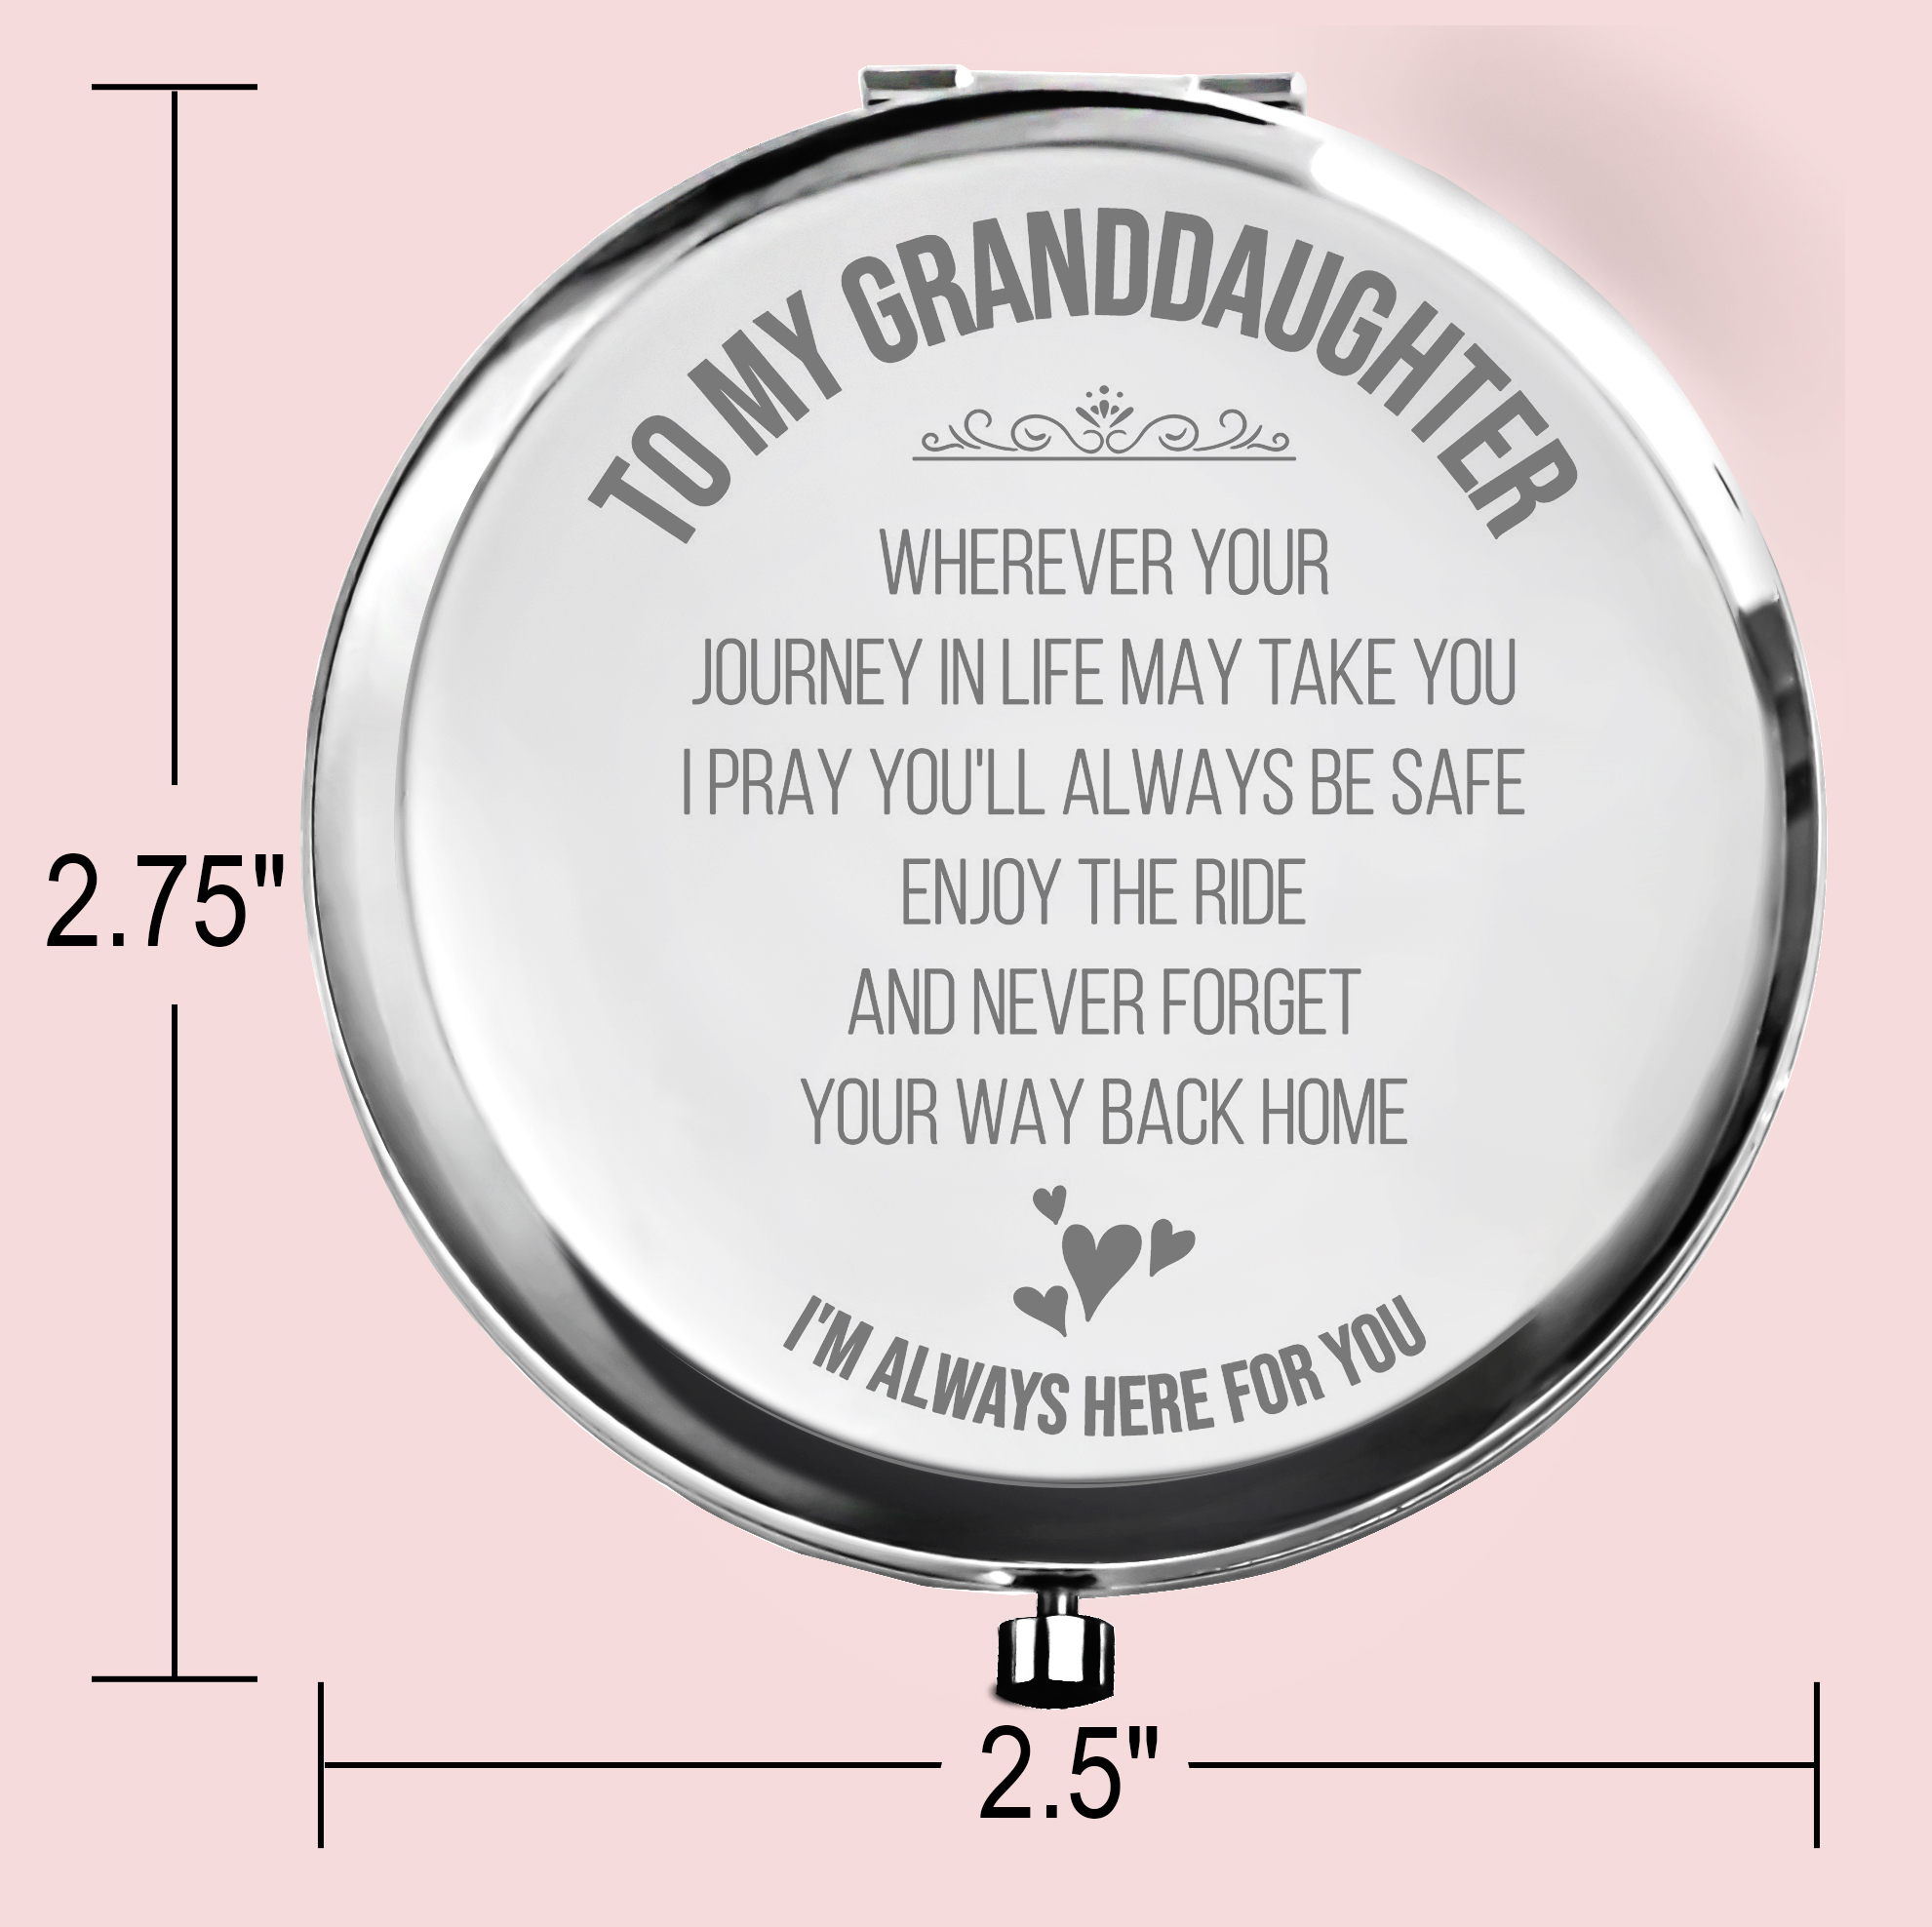 TO MY GRANDDAUGHTER
WHEREVER YOUR
JOURNEY IN LIFE MAY TAKE YOU
I PRAY YOU'LL ALWAYS BE SAFE
ENJOY THE RIDE
AND NEVER FORGET
YOUR WAY BACK HOME
I'M ALWAYS HERE FOR YOU
2.75"
2.5"